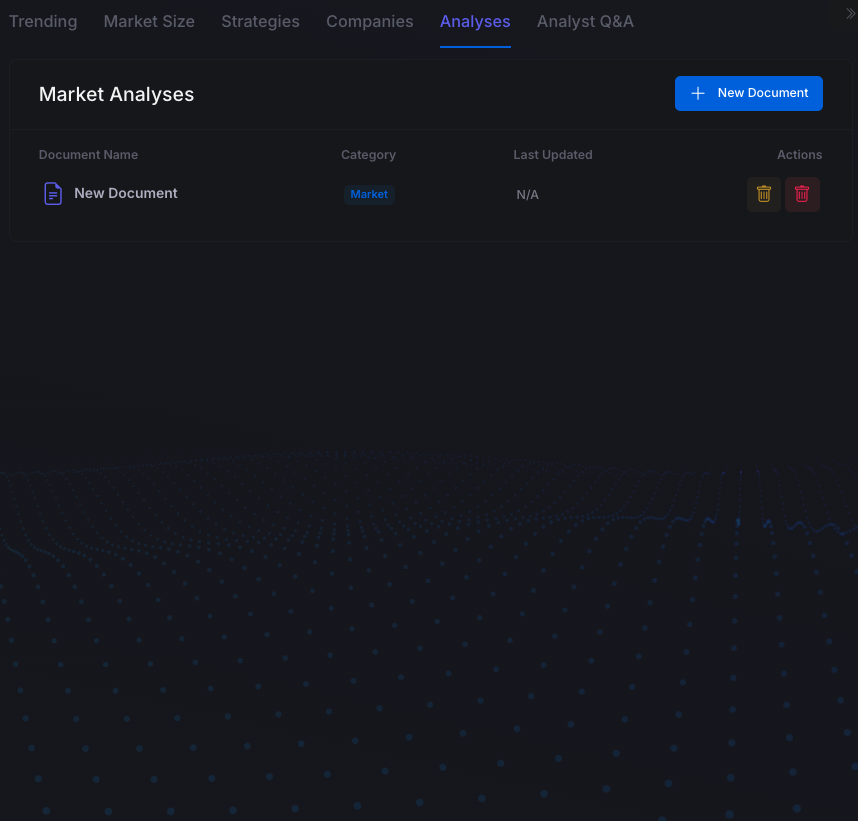 Trending Market Size Strategies Companies Analyses Analyst Q&A
Market Analyses
New Document
Document Name Category Last Updated Actions
New Document Market N/A